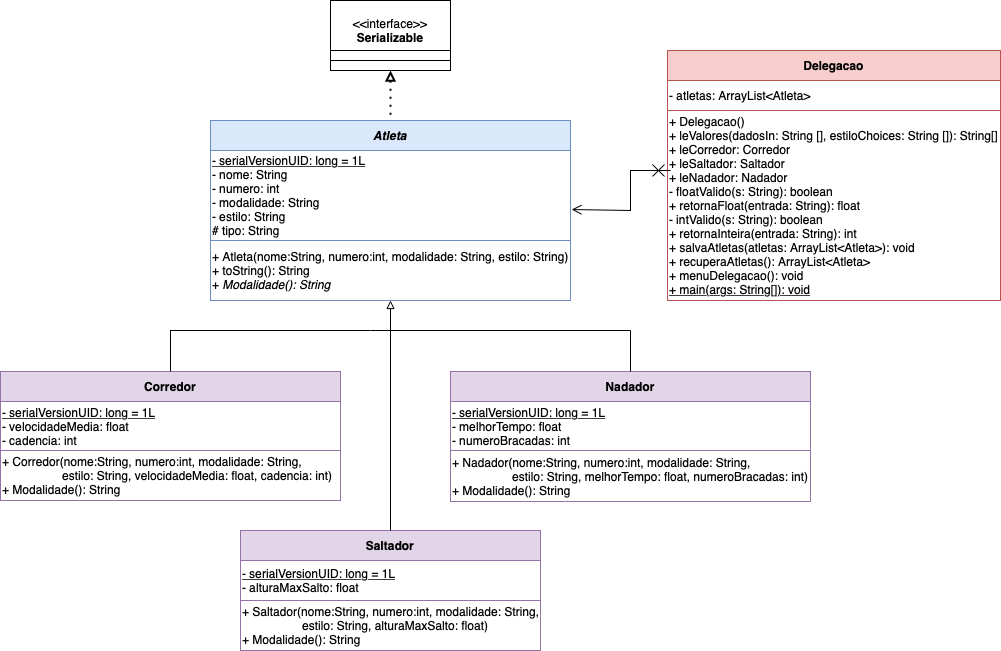 <<interface>>
Serializable
Atleta
- serialVersionUID: long = 1L
- nome: String
- numero: int
- modalidade: String
- estilo: String
# tipo: String
+ Atleta(nome:String, numero:int, modalidade: String, estilo: String)
+ toString(): String
+ Modalidade(): String
Delegacao
- atletas: ArrayList<Atleta>
+ Delegacao()
+ leValores(dadosIn: String [], estiloChoices: String []): String[]
+ leCorredor: Corredor
+ leSaltador: Saltador
+ leNadador: Nadador
- floatValido(s: String): boolean
+ retornaFloat(entrada: String): float
- intValido(s: String): boolean
+ retornaInteira(entrada: String): int
+ salvaAtletas(atletas: ArrayList<Atleta>): void
+ recuperaAtletas(): ArrayList<Atleta>
+ menuDelegacao(): void
+ main(args: String[]): void
Corredor
- serialVersionUID: long = 1L
- velocidadeMedia: float
- cadencia: int
+ Corredor(nome:String, numero:int, modalidade: String,
estilo: String, velocidadeMedia: float, cadencia: int)
+ Modalidade(): String
Nadador
- serialVersionUID: long = 1L
- melhorTempo: float
- numeroBracadas: int
+ Nadador(nome:String, numero:int, modalidade: String,
estilo: String, melhorTempo: float, numeroBracadas: int)
+ Modalidade(): String
Saltador
- serialVersionUID: long = 1L
- alturaMaxSalto: float
+ Saltador(nome:String, numero:int, modalidade: String,
estilo: String, alturaMaxSalto: float)
+ Modalidade(): String